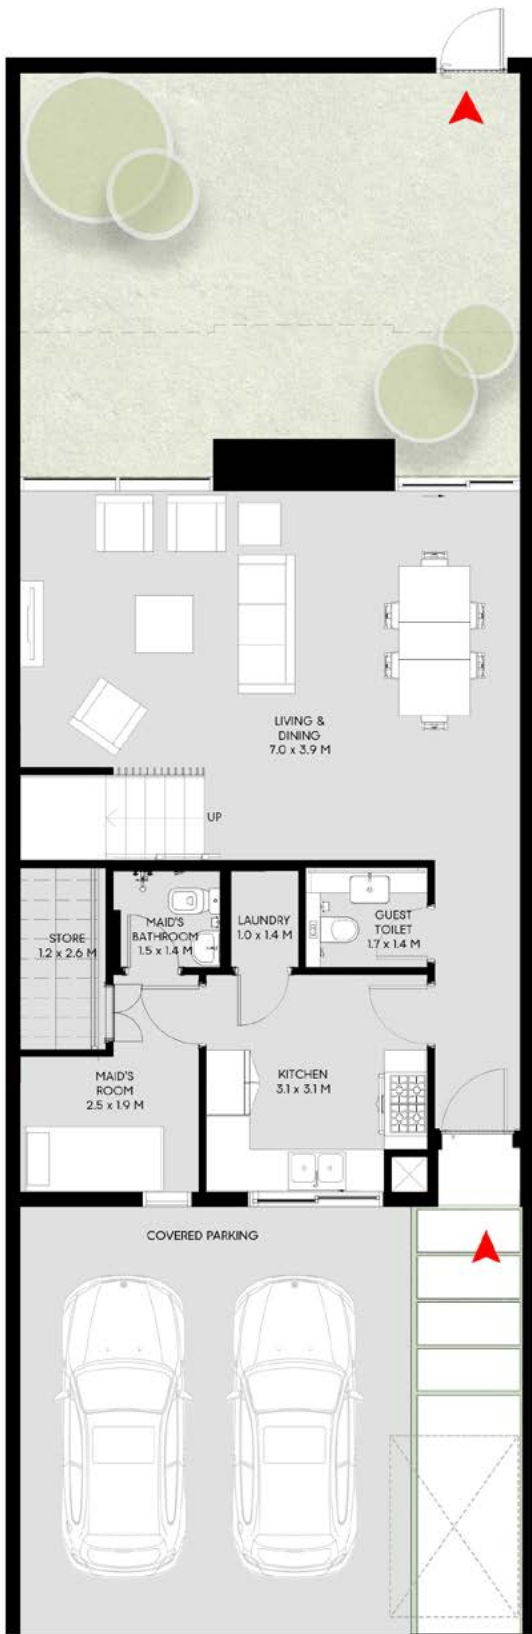 LIVING &
DINING
7.0 x 3.9 M
UP
STORE
1.2 x 2.6 M
MAID'S
BATHROOM
1.5 x 1.4 M
LAUNDRY
1.0 x 1.4 M
GUEST
TOILET
1.7 x 1.4 M
MAID'S
ROOM
2.5 x 1.9 M
KITCHEN
3.1 x 3.1 M
COVERED PARKING